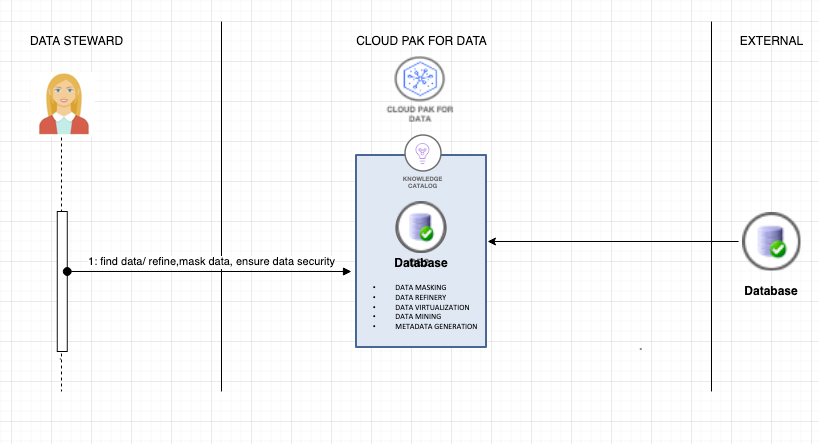 DATA STEWARD
CLOUD PAK FOR DATA
EXTERNAL
CLOUD PAK FOR
DATA
KNOWLEDGE
CATALOG
1: find data/ refine,mask data, ensure data security
Database
• DATA MASKING
• DATA REFINERY
• DATA VIRTUALIZATION
• DATA MINING
• METADATA GENERATION
Database